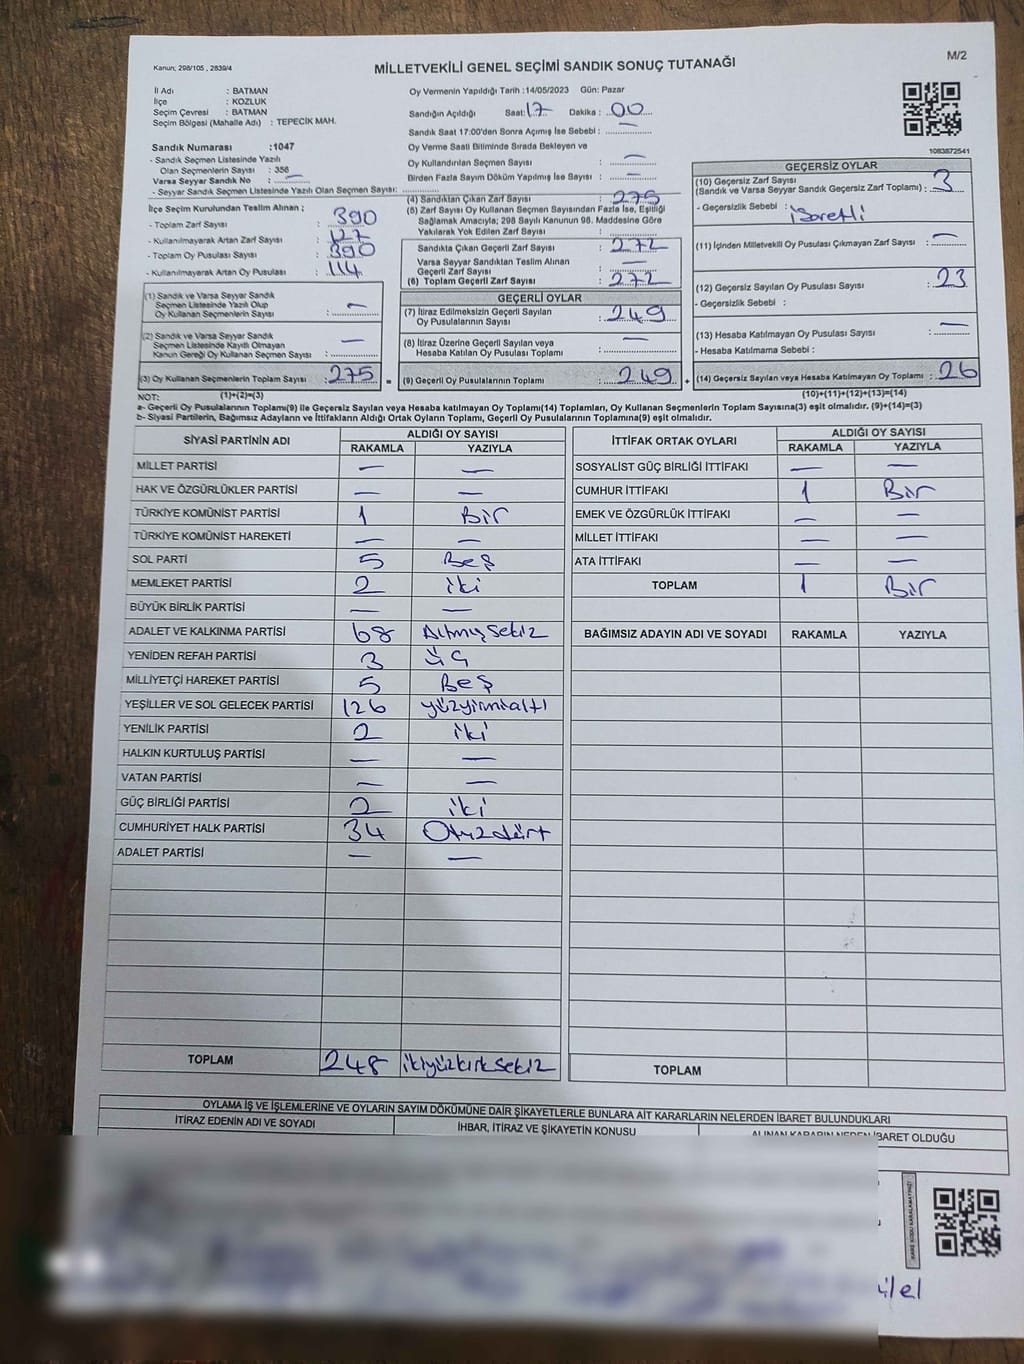 Kanun; 298/105 , 2839/4
M/2
MİLLETVEKİLİ GENEL SEÇİMİ SANDIK SONUÇ TUTANAĞI
İl Adı : BATMAN
İlçe : KOZLUK
Seçim Çevresi : BATMAN
Seçim Bölgesi (Mahalle Adı) : TEPECİK MAH.
Sandık Numarası :1047
- Sandık Seçmen Listesinde Yazılı
Olan Seçmenlerin Sayısı : 356
Varsa Seyyar Sandık No : —
- Seyyar Sandık Seçmen Listesinde Yazılı Olan Seçmen Sayısı:
İlçe Seçim Kurulundan Teslim Alınan ;
- Toplam Zarf Sayısı : 390
- Kullanılmayarak Artan Zarf Sayısı : 127
- Toplam Oy Pusulası Sayısı : 390
- Kullanılmayarak Artan Oy Pusulası : 114
(1) Sandık ve Varsa Seyyar Sandık
Seçmen Listesinde Yazılı Olup
Oy Kullanan Seçmenlerin Sayısı : —
(2) Sandık ve Varsa Seyyar Sandık
Seçmen Listesinde Kayıtlı Olmayan
Kanun Gereği Oy Kullanan Seçmen Sayısı : —
(3) Oy Kullanan Seçmenlerin Toplam Sayısı : 275 =
Oy Vermenin Yapıldığı Tarih :14/05/2023 Gün: Pazar
Sandığın Açıldığı Saat: 17 Dakika : 00
Sandık Saat 17:00'den Sonra Açımış İse Sebebi : —
Oy Verme Saati Bitiminde Sırada Bekleyen ve
Oy Kullandırılan Seçmen Sayısı : —
Birden Fazla Sayım Döküm Yapılmış İse Sayısı : —
(4) Sandıktan Çıkan Zarf Sayısı : 275
(5) Zarf Sayısı Oy Kullanan Seçmen Sayısından Fazla İse, Eşitliği
Sağlamak Amacıyla; 298 Sayılı Kanunun 98. Maddesine Göre
Yakılarak Yok Edilen Zarf Sayısı :
Sandıkta Çıkan Geçerli Zarf Sayısı : 272
Varsa Seyyar Sandıktan Teslim Alınan
Geçerli Zarf Sayısı : —
(6) Toplam Geçerli Zarf Sayısı : 272
GEÇERLİ OYLAR
(7) İtiraz Edilmeksizin Geçerli Sayılan
Oy Pusulalarının Sayısı : 249
(8) İtiraz Üzerine Geçerli Sayılan veya
Hesaba Katılan Oy Pusulası Toplamı : —
(9) Geçerli Oy Pusulalarının Toplamı : 249 +
1083872541
GEÇERSİZ OYLAR
(10) Geçersiz Zarf Sayısı
(Sandık ve Varsa Seyyar Sandık Geçersiz Zarf Toplamı) : 3
- Geçersizlik Sebebi : işaretli
(11) İçinden Milletvekili Oy Pusulası Çıkmayan Zarf Sayısı : —
(12) Geçersiz Sayılan Oy Pusulası Sayısı : 23
- Geçersizlik Sebebi :
(13) Hesaba Katılmayan Oy Pusulası Sayısı : —
- Hesaba Katılmama Sebebi :
(14) Geçersiz Sayılan veya Hesaba Katılmayan Oy Toplamı : 26
NOT: (1)+(2)=(3) (10)+(11)+(12)+(13)=(14)
a- Geçerli Oy Pusulalarının Toplamı(9) ile Geçersiz Sayılan veya Hesaba katılmayan Oy Toplamı(14) Toplamları, Oy Kullanan Seçmenlerin Toplam Sayısına(3) eşit olmalıdır. (9)+(14)=(3)
b- Siyasi Partilerin, Bağımsız Adayların ve İttifakların Aldığı Ortak Oyların Toplamı, Geçerli Oy Pusulalarının Toplamına(9) eşit olmalıdır.
SİYASİ PARTİNİN ADI ALDIĞI OY SAYISI
RAKAMLA YAZIYLA
MİLLET PARTİSİ — —
HAK VE ÖZGÜRLÜKLER PARTİSİ — —
TÜRKİYE KOMÜNİST PARTİSİ 1 Bir
TÜRKİYE KOMÜNİST HAREKETİ — —
SOL PARTİ 5 Beş
MEMLEKET PARTİSİ 2 iki
BÜYÜK BİRLİK PARTİSİ — —
ADALET VE KALKINMA PARTİSİ 68 Altmışsekiz
YENİDEN REFAH PARTİSİ 3 üç
MİLLİYETÇİ HAREKET PARTİSİ 5 Beş
YEŞİLLER VE SOL GELECEK PARTİSİ 126 yüzyirmialtı
YENİLİK PARTİSİ 2 iki
HALKIN KURTULUŞ PARTİSİ — —
VATAN PARTİSİ — —
GÜÇ BİRLİĞİ PARTİSİ 2 iki
CUMHURİYET HALK PARTİSİ 34 Otuzdört
ADALET PARTİSİ — —
TOPLAM 248 ikiyüzkırksekiz
İTTİFAK ORTAK OYLARI ALDIĞI OY SAYISI
RAKAMLA YAZIYLA
SOSYALİST GÜÇ BİRLİĞİ İTTİFAKI — —
CUMHUR İTTİFAKI 1 Bir
EMEK VE ÖZGÜRLÜK İTTİFAKI — —
MİLLET İTTİFAKI — —
ATA İTTİFAKI — —
TOPLAM 1 Bir
BAĞIMSIZ ADAYIN ADI VE SOYADI RAKAMLA YAZIYLA
TOPLAM
OYLAMA İŞ VE İŞLEMLERİNE VE OYLARIN SAYIM DÖKÜMÜNE DAİR ŞİKAYETLERLE BUNLARA AİT KARARLARIN NELERDEN İBARET BULUNDUKLARI
İTİRAZ EDENİN ADI VE SOYADI İHBAR, İTİRAZ VE ŞİKAYETİN KONUSU ALINAN KARARIN NEDEN İBARET OLDUĞU
KARE KODU KARALAMAYINIZ!